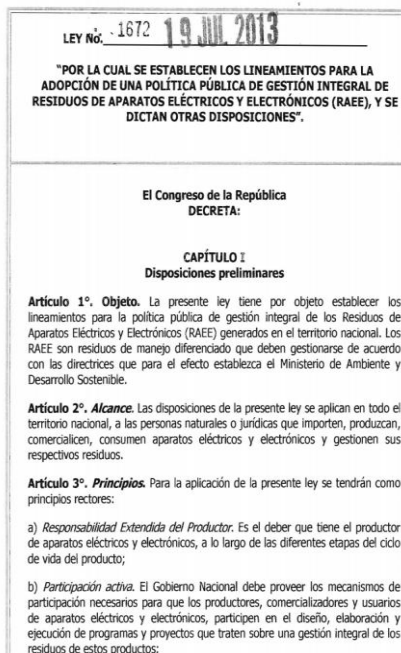 LEY No. 1672 19 JUL 2013
"POR LA CUAL SE ESTABLECEN LOS LINEAMIENTOS PARA LA
ADOPCIÓN DE UNA POLÍTICA PÚBLICA DE GESTIÓN INTEGRAL DE
RESIDUOS DE APARATOS ELÉCTRICOS Y ELECTRÓNICOS (RAEE), Y SE
DICTAN OTRAS DISPOSICIONES".
El Congreso de la República
DECRETA:
CAPÍTULO I
Disposiciones preliminares
Artículo 1°. Objeto. La presente ley tiene por objeto establecer los
lineamientos para la política pública de gestión integral de los Residuos de
Aparatos Eléctricos y Electrónicos (RAEE) generados en el territorio nacional. Los
RAEE son residuos de manejo diferenciado que deben gestionarse de acuerdo
con las directrices que para el efecto establezca el Ministerio de Ambiente y
Desarrollo Sostenible.
Artículo 2°. Alcance. Las disposiciones de la presente ley se aplican en todo el
territorio nacional, a las personas naturales o jurídicas que importen, produzcan,
comercialicen, consumen aparatos eléctricos y electrónicos y gestionen sus
respectivos residuos.
Artículo 3°. Principios. Para la aplicación de la presente ley se tendrán como
principios rectores:
a) Responsabilidad Extendida del Productor. Es el deber que tiene el productor
de aparatos eléctricos y electrónicos, a lo largo de las diferentes etapas del ciclo
de vida del producto;
b) Participación activa. El Gobierno Nacional debe proveer los mecanismos de
participación necesarios para que los productores, comercializadores y usuarios
de aparatos eléctricos y electrónicos, participen en el diseño, elaboración y
ejecución de programas y proyectos que traten sobre una gestión integral de los
residuos de estos productos;